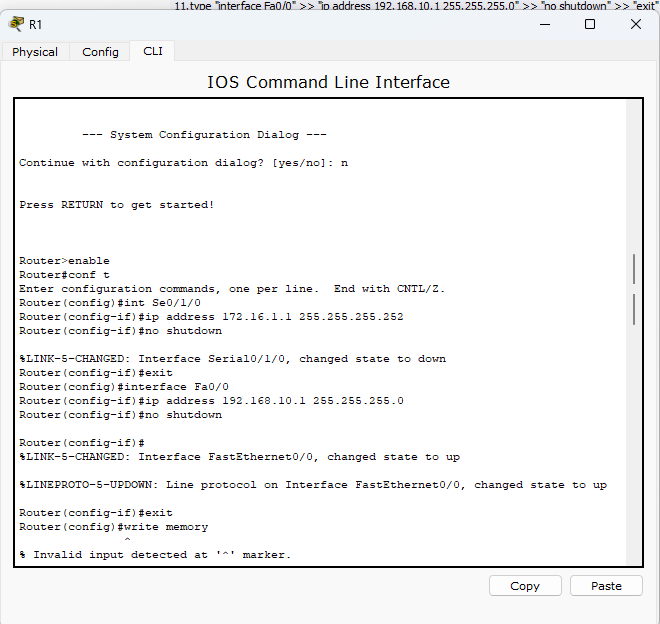 11.type "interface Fa0/0" >> "ip address 192.168.10.1 255.255.255.0" >> "no shutdown" >> "exit"
R1
Physical Config CLI
IOS Command Line Interface
--- System Configuration Dialog ---
Continue with configuration dialog? [yes/no]: n
Press RETURN to get started!
Router>enable
Router#conf t
Enter configuration commands, one per line.  End with CNTL/Z.
Router(config)#int Se0/1/0
Router(config-if)#ip address 172.16.1.1 255.255.255.252
Router(config-if)#no shutdown
%LINK-5-CHANGED: Interface Serial0/1/0, changed state to down
Router(config-if)#exit
Router(config)#interface Fa0/0
Router(config-if)#ip address 192.168.10.1 255.255.255.0
Router(config-if)#no shutdown
Router(config-if)#
%LINK-5-CHANGED: Interface FastEthernet0/0, changed state to up
%LINEPROTO-5-UPDOWN: Line protocol on Interface FastEthernet0/0, changed state to up
Router(config-if)#exit
Router(config)#write memory
^
% Invalid input detected at '^' marker.
Copy Paste